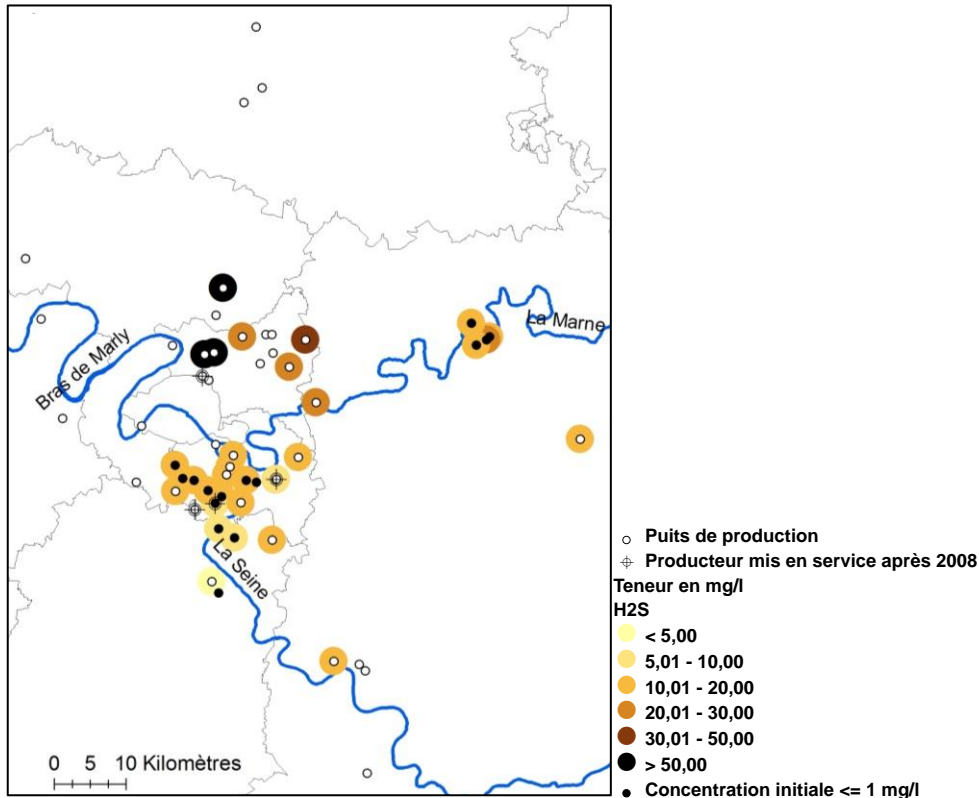 La Marne
Bras de Marly
La Seine
0 5 10 Kilomètres
Puits de production
Producteur mis en service après 2008
Teneur en mg/l
H2S
< 5,00
5,01 - 10,00
10,01 - 20,00
20,01 - 30,00
30,01 - 50,00
> 50,00
Concentration initiale <= 1 mg/l